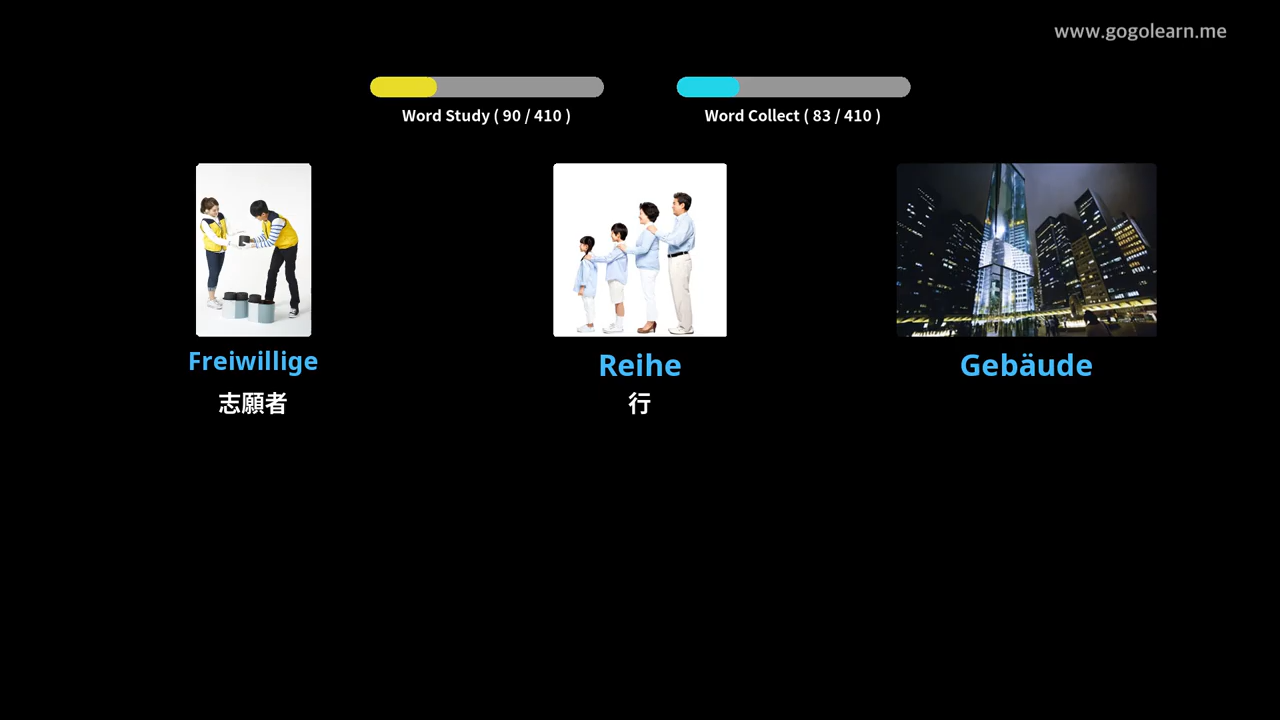 www.gogolearn.me
Word Study ( 90 / 410 )
Word Collect ( 83 / 410 )
Freiwillige
志願者
Reihe
行
Gebäude